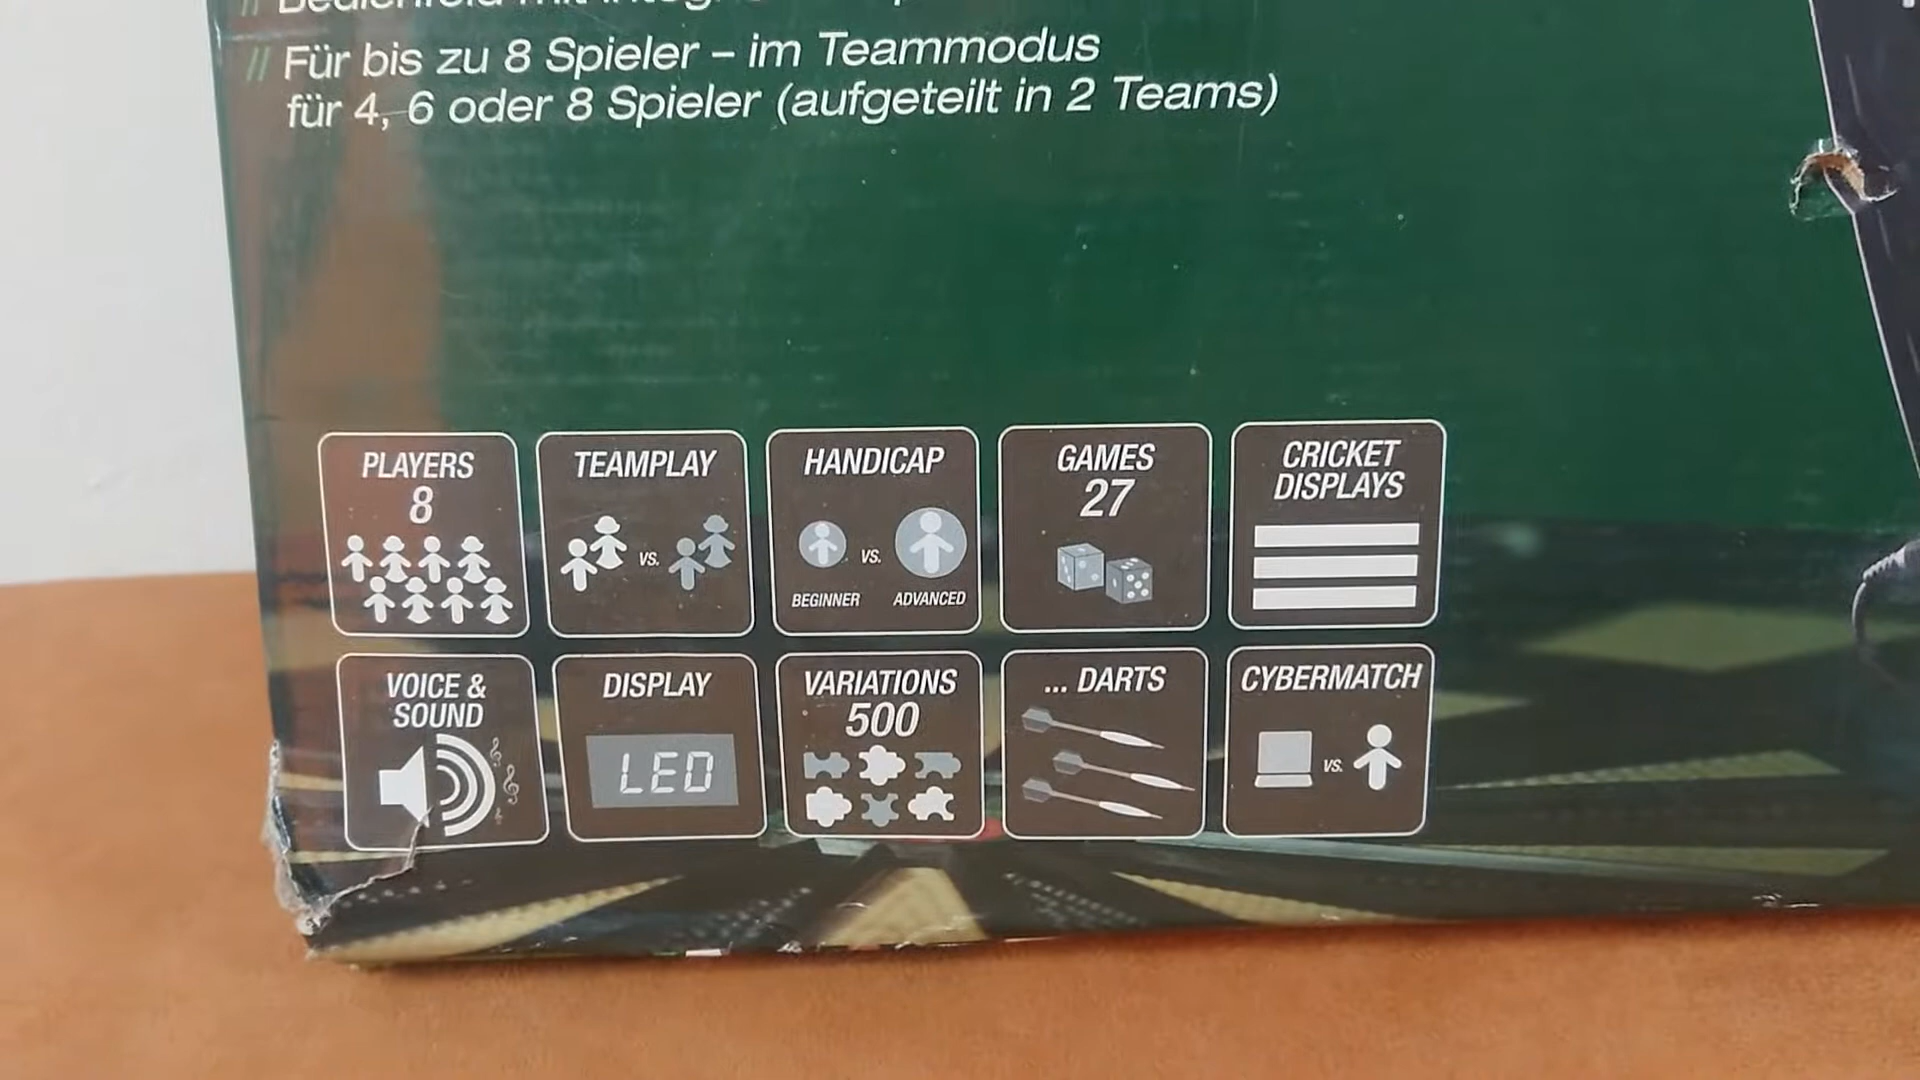 // Bedienfeld mit
// Für bis zu 8 Spieler – im Teammodus
für 4, 6 oder 8 Spieler (aufgeteilt in 2 Teams)
PLAYERS
8
TEAMPLAY
VS.
HANDICAP
VS.
BEGINNER ADVANCED
GAMES
27
CRICKET
DISPLAYS
VOICE &
SOUND
DISPLAY
LED
VARIATIONS
500
... DARTS
CYBERMATCH
VS.